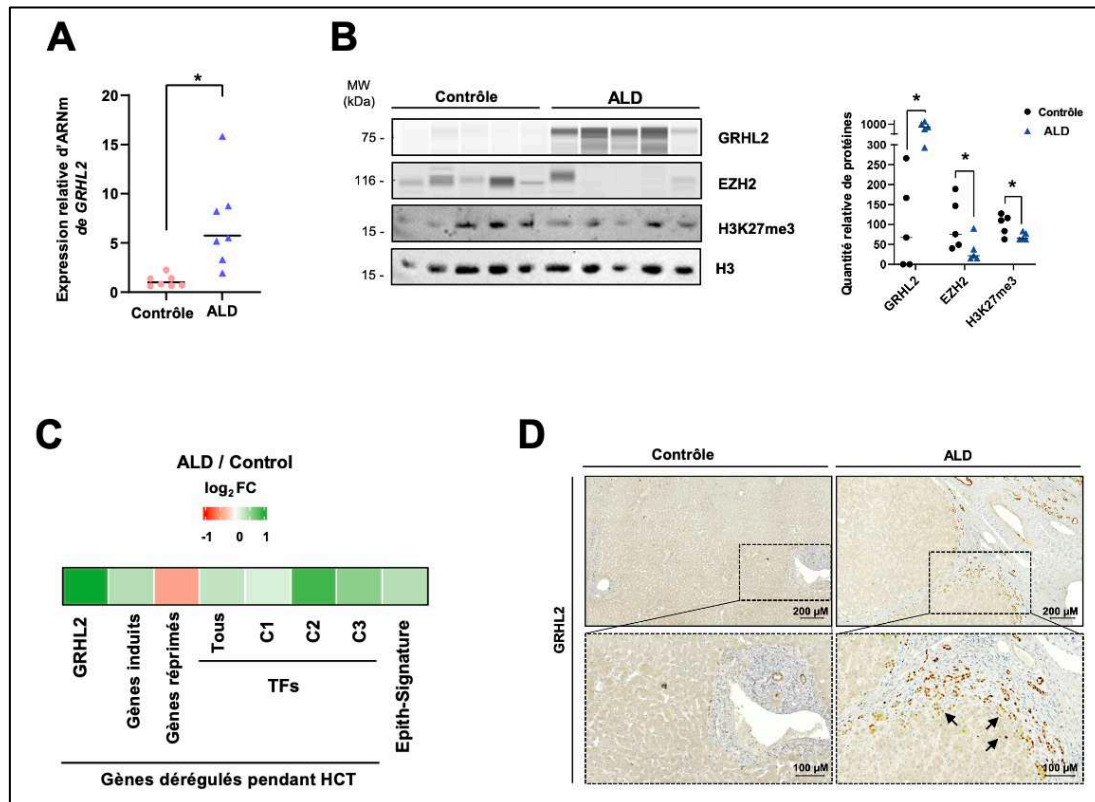 A
Expression relative d'ARNm
de GRHL2
20
15
10
5
0
*
Contrôle
ALD
B
MW
(kDa)
Contrôle
ALD
75 -
GRHL2
116 -
EZH2
15 -
H3K27me3
15 -
H3
Quantité relative de protéines
1000
300
250
200
150
100
50
0
*
*
*
Contrôle
ALD
GRHL2
EZH2
H3K27me3
C
ALD / Control
log2 FC
-1 0 1
GRHL2
Gènes induits
Gènes réprimés
Tous
C1
C2
C3
Epith-Signature
TFs
Gènes dérégulés pendant HCT
D
Contrôle
ALD
GRHL2
200 µM
200 µM
100 µM
100 µM